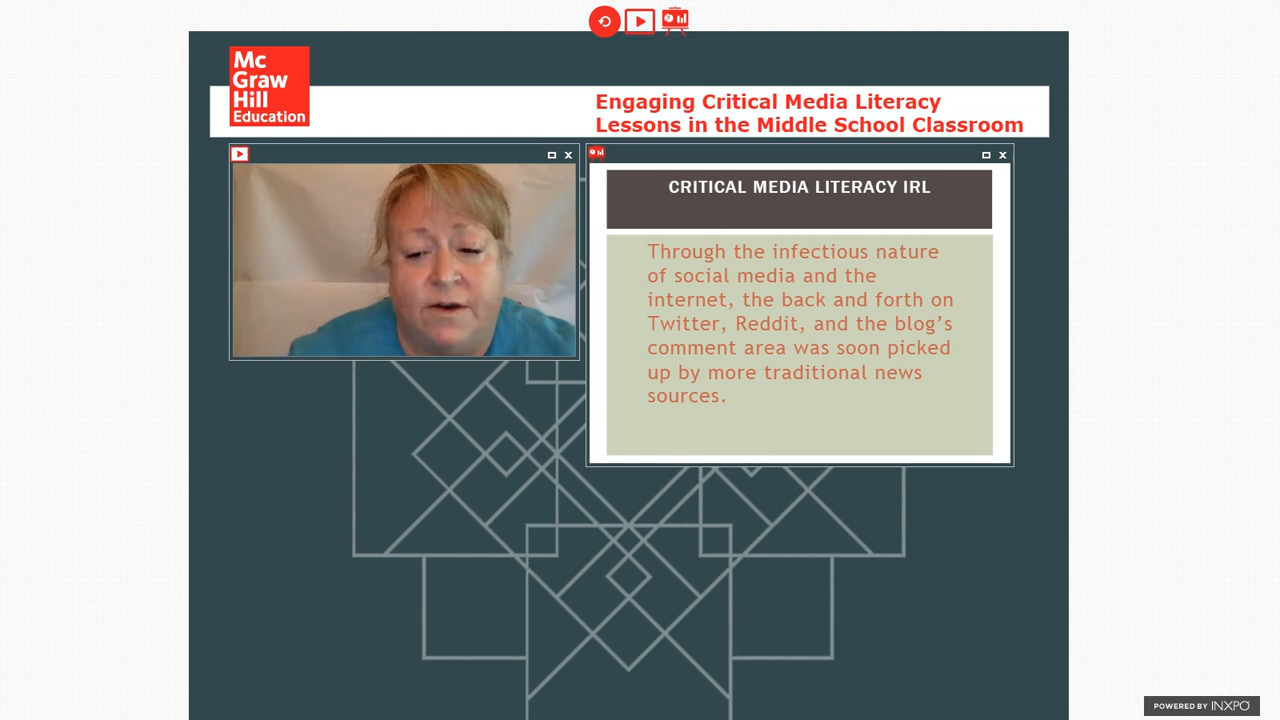 Mc
Graw
Hill
Education
Engaging Critical Media Literacy
Lessons in the Middle School Classroom
CRITICAL MEDIA LITERACY IRL
Through the infectious nature
of social media and the
internet, the back and forth on
Twitter, Reddit, and the blog’s
comment area was soon picked
up by more traditional news
sources.
POWERED BY INXPO